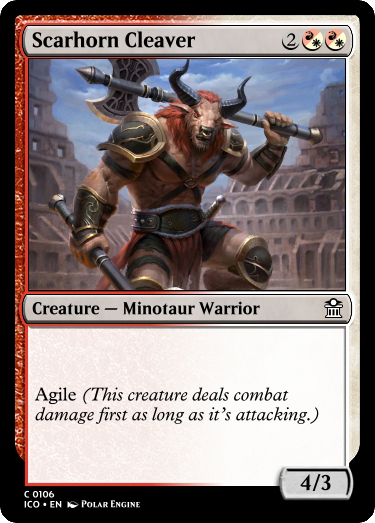 Scarhorn Cleaver 2
Creature — Minotaur Warrior
Agile (This creature deals combat
damage first as long as it's attacking.)
4/3
C 0106
ICO • EN Polar Engine